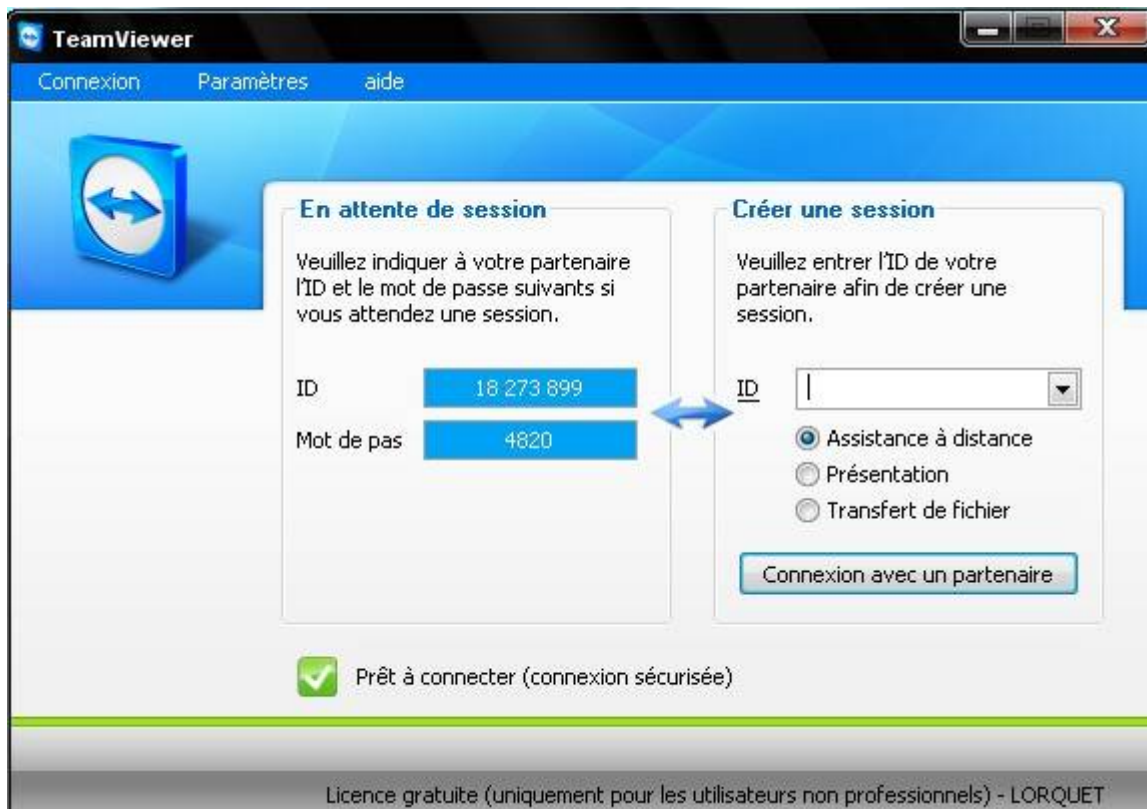 TeamViewer
Connexion Paramètres aide
En attente de session
Veuillez indiquer à votre partenaire
l'ID et le mot de passe suivants si
vous attendez une session.
ID 18 273 899
Mot de pas 4820
Créer une session
Veuillez entrer l'ID de votre
partenaire afin de créer une
session.
ID
Assistance à distance
Présentation
Transfert de fichier
Connexion avec un partenaire
Prêt à connecter (connexion sécurisée)
Licence gratuite (uniquement pour les utilisateurs non professionnels) - LORQUET